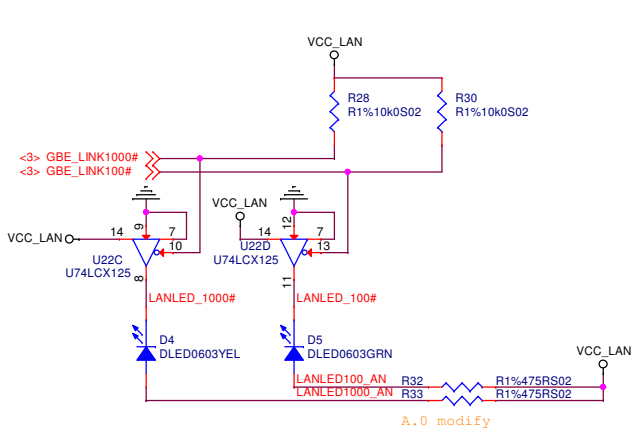 VCC_LAN
R28
R1%10k0S02
R30
R1%10k0S02
<3> GBE_LINK1000#
<3> GBE_LINK100#
VCC_LAN
14
9
7
10
U22C
U74LCX125
8
VCC_LAN
14
12
7
13
U22D
U74LCX125
11
LANLED_1000#
LANLED_100#
D4
DLED0603YEL
D5
DLED0603GRN
VCC_LAN
LANLED100_AN
R32
R1%475RS02
LANLED1000_AN
R33
R1%475RS02
A.0 modify